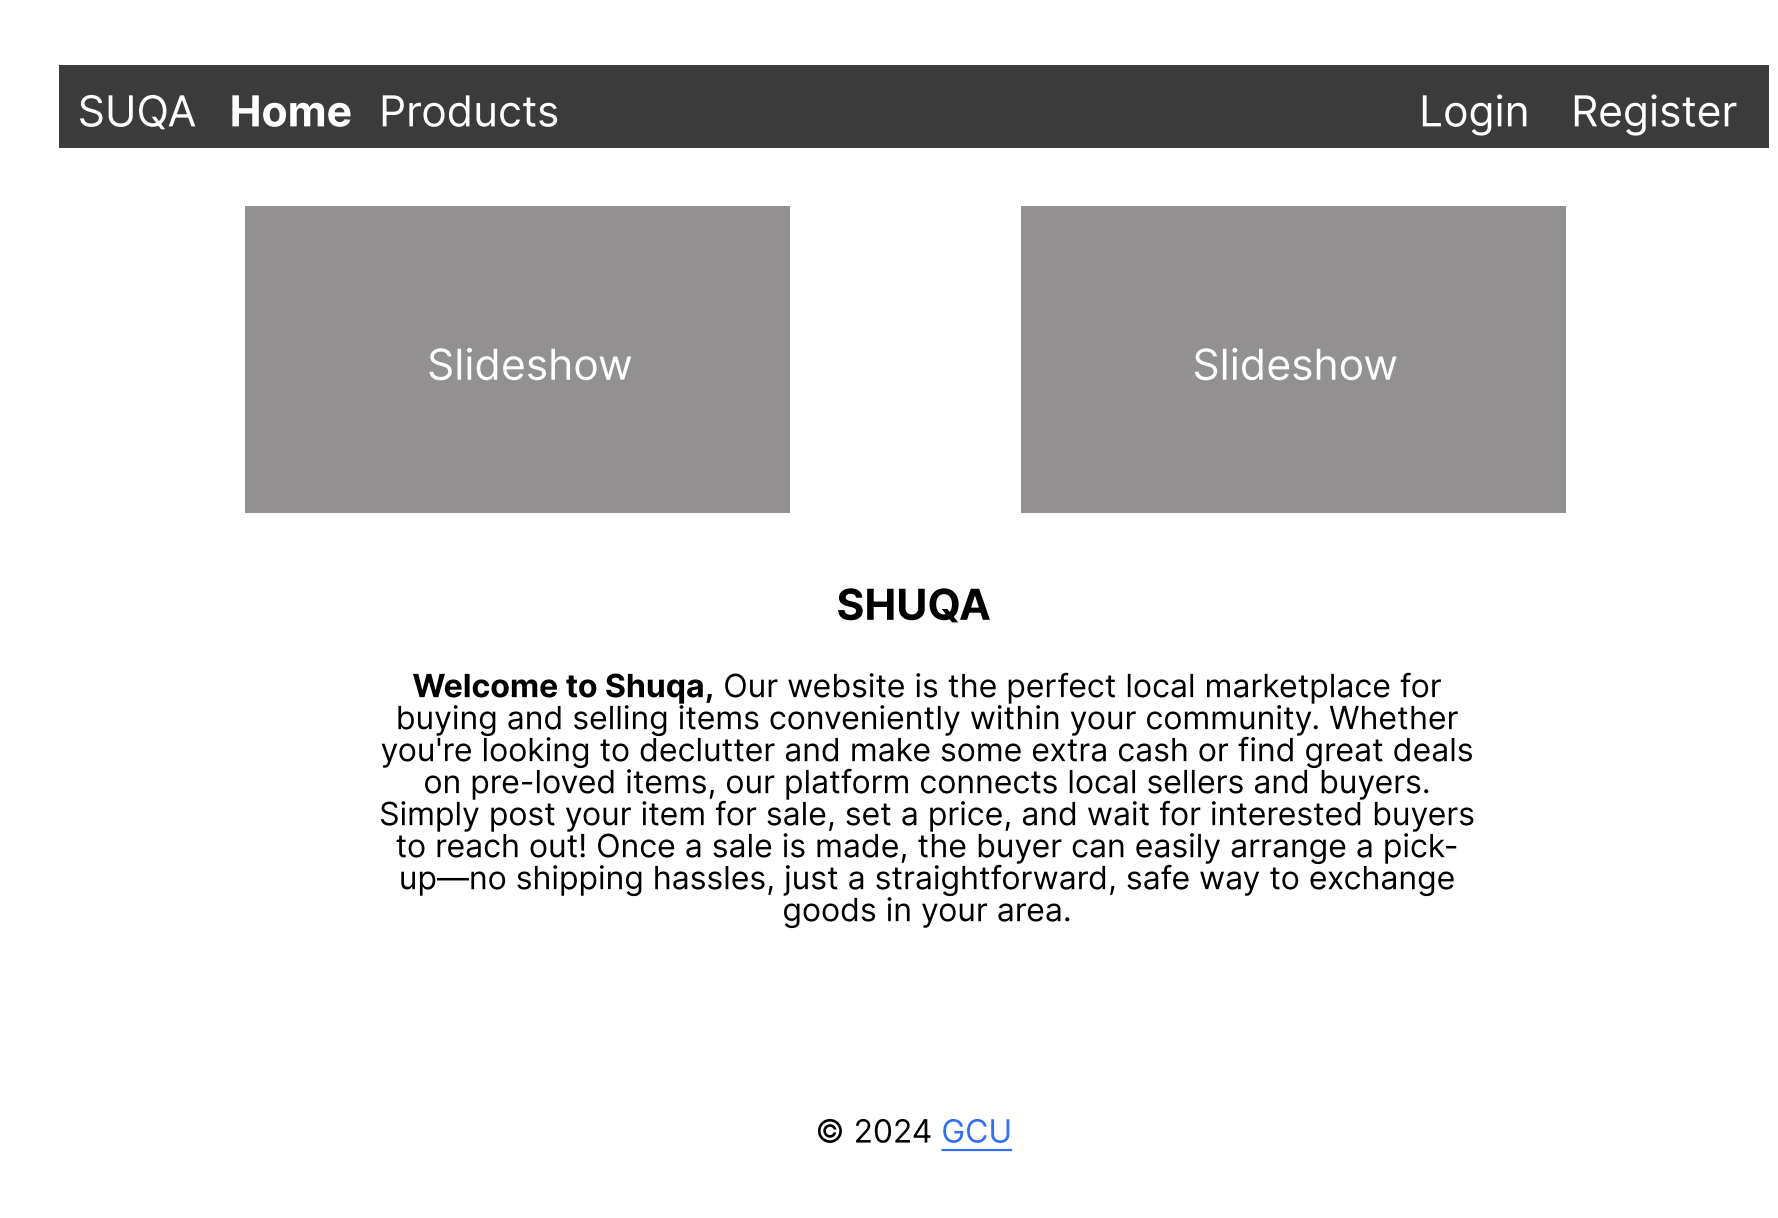 SUQA Home Products Login Register
Slideshow Slideshow
SHUQA
Welcome to Shuqa, Our website is the perfect local marketplace for
buying and selling items conveniently within your community. Whether
you're looking to declutter and make some extra cash or find great deals
on pre-loved items, our platform connects local sellers and buyers.
Simply post your item for sale, set a price, and wait for interested buyers
to reach out! Once a sale is made, the buyer can easily arrange a pick-
up—no shipping hassles, just a straightforward, safe way to exchange
goods in your area.
© 2024 GCU